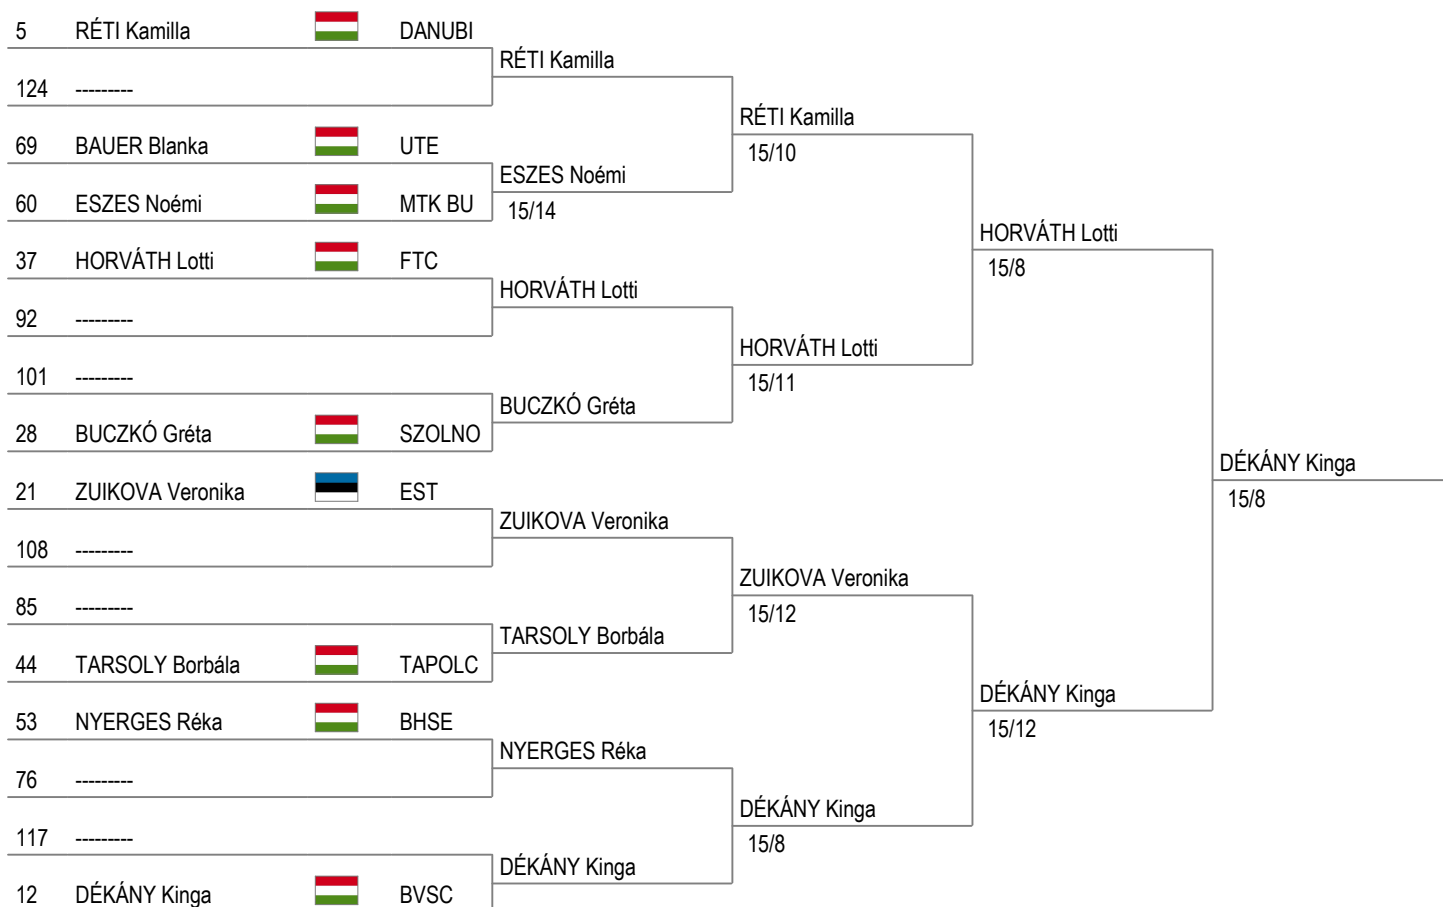 5 RÉTI Kamilla DANUBI
RÉTI Kamilla
124 ---------
RÉTI Kamilla
69 BAUER Blanka UTE
15/10
ESZES Noémi
60 ESZES Noémi MTK BU
15/14
HORVÁTH Lotti
37 HORVÁTH Lotti FTC
15/8
HORVÁTH Lotti
92 ---------
HORVÁTH Lotti
101 ---------
15/11
BUCZKÓ Gréta
28 BUCZKÓ Gréta SZOLNO
DÉKÁNY Kinga
21 ZUIKOVA Veronika EST
15/8
ZUIKOVA Veronika
108 ---------
ZUIKOVA Veronika
85 ---------
15/12
TARSOLY Borbála
44 TARSOLY Borbála TAPOLC
DÉKÁNY Kinga
53 NYERGES Réka BHSE
15/12
NYERGES Réka
76 ---------
DÉKÁNY Kinga
117 ---------
15/8
DÉKÁNY Kinga
12 DÉKÁNY Kinga BVSC